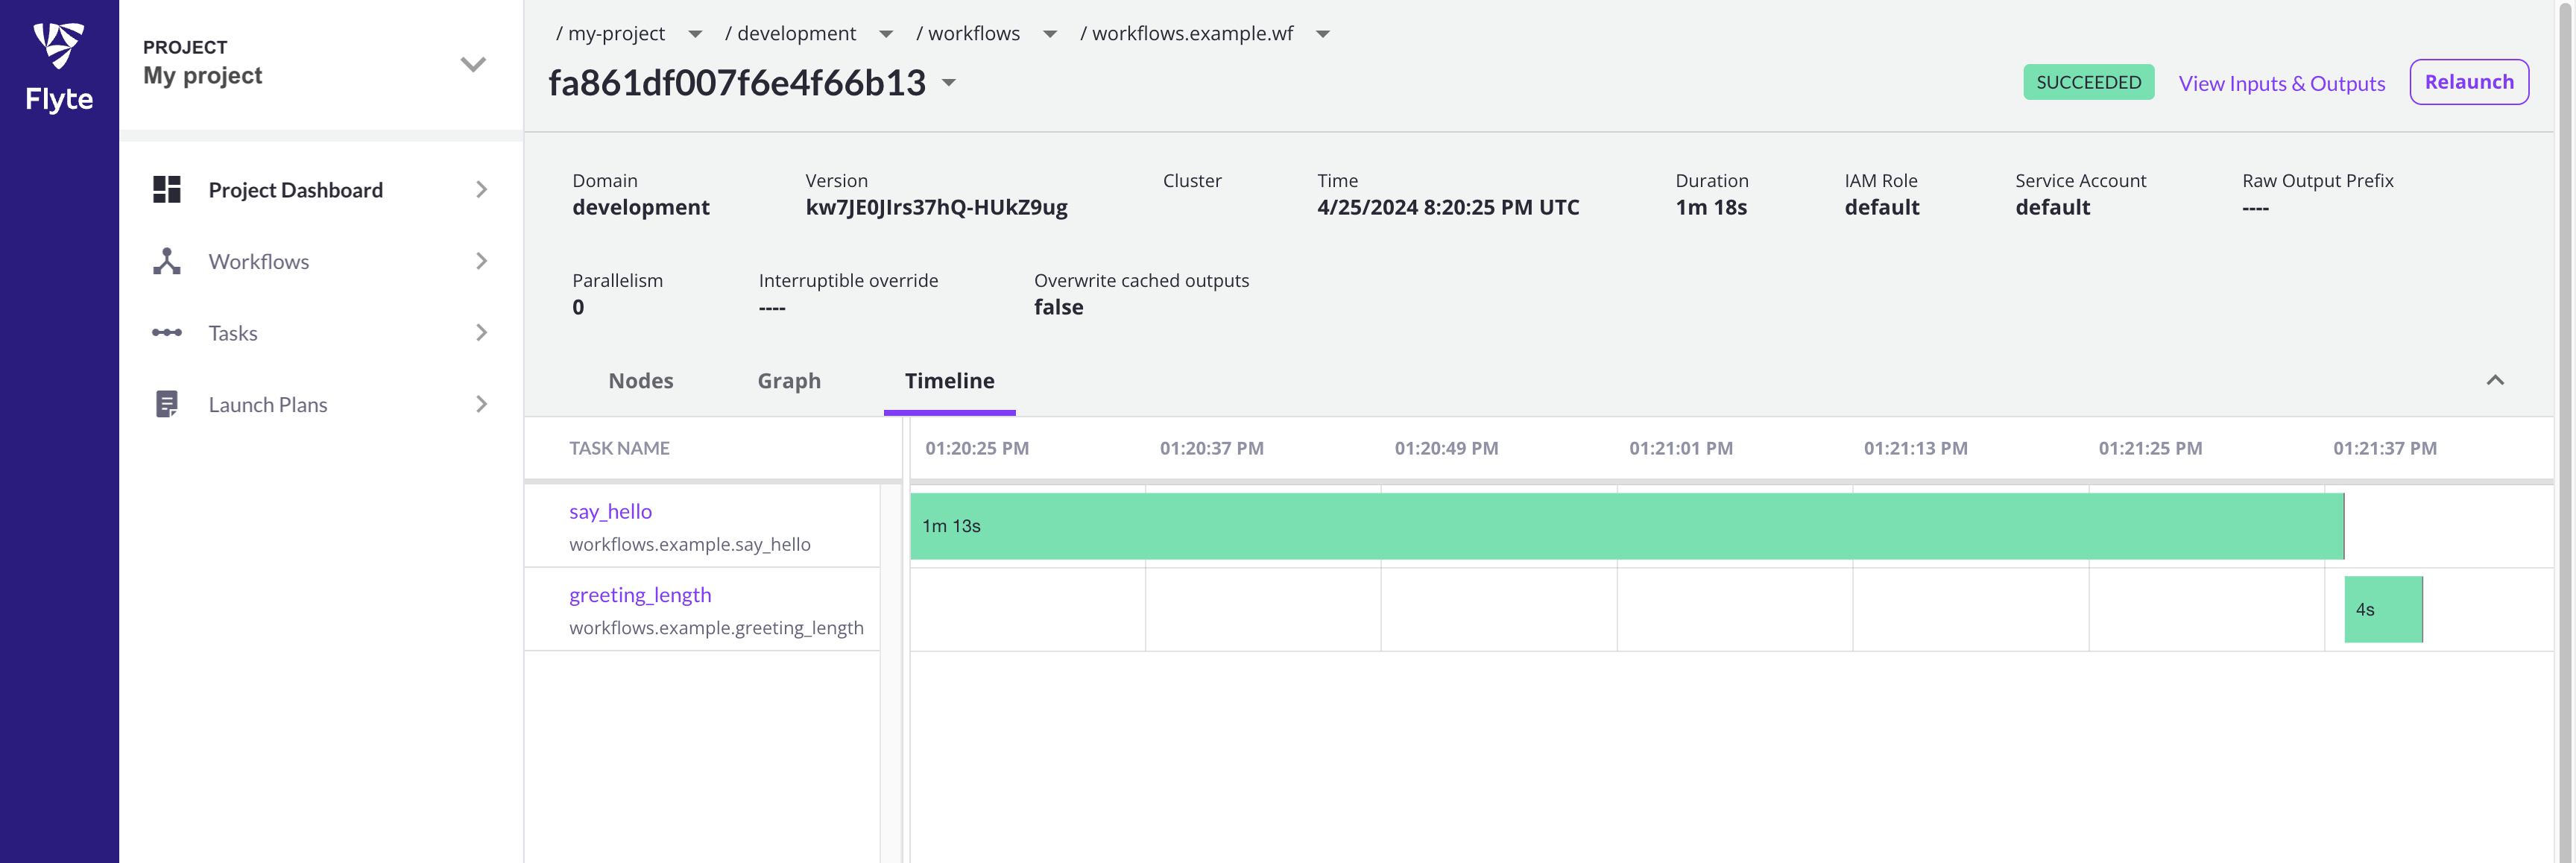 Flyte
PROJECT
My project
Project Dashboard
Workflows
Tasks
Launch Plans
/ my-project / development / workflows / workflows.example.wf
fa861df007f6e4f66b13
SUCCEEDED View Inputs & Outputs Relaunch
Domain Version Cluster Time Duration IAM Role Service Account Raw Output Prefix
development kw7JE0JIrs37hQ-HUkZ9ug 4/25/2024 8:20:25 PM UTC 1m 18s default default ----
Parallelism Interruptible override Overwrite cached outputs
0 ---- false
Nodes Graph Timeline
TASK NAME 01:20:25 PM 01:20:37 PM 01:20:49 PM 01:21:01 PM 01:21:13 PM 01:21:25 PM 01:21:37 PM
say_hello
1m 13s
workflows.example.say_hello
greeting_length
4s
workflows.example.greeting_length